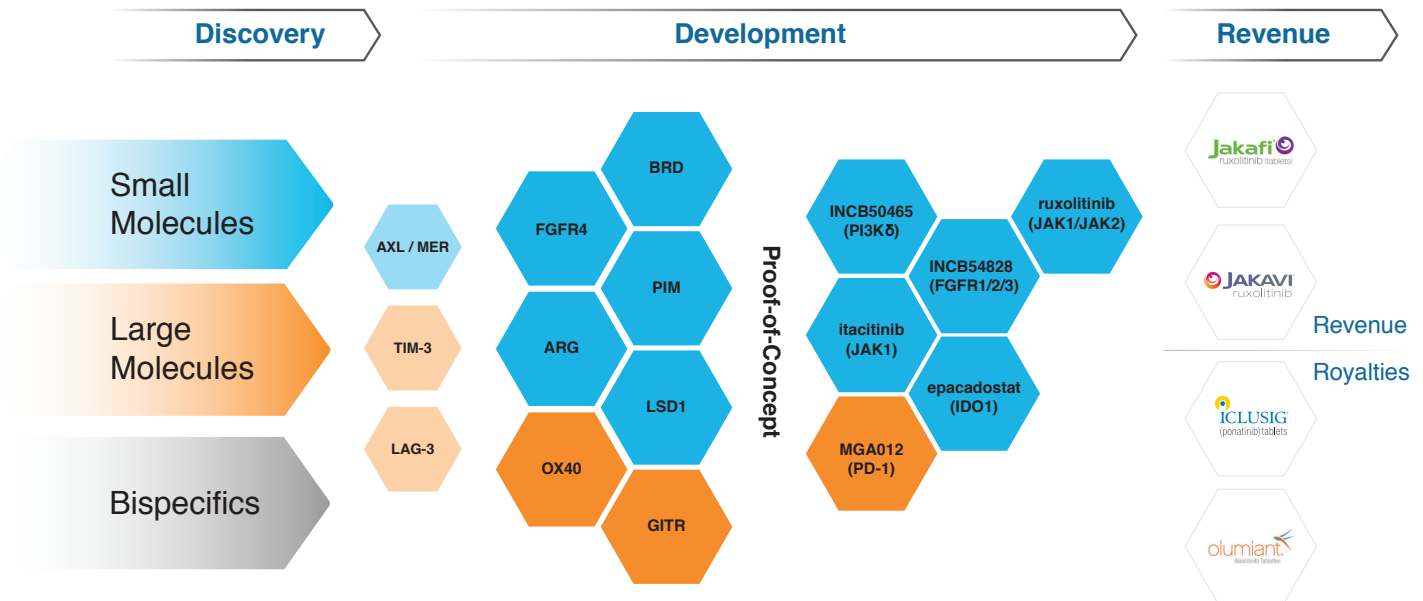 Discovery
Development
Revenue
Small
Molecules
Large
Molecules
Bispecifics
AXL / MER
TIM-3
LAG-3
BRD
FGFR4
PIM
ARG
LSD1
OX40
GITR
Proof-of-Concept
INCB50465
(PI3Kδ)
ruxolitinib
(JAK1/JAK2)
INCB54828
(FGFR1/2/3)
itacitinib
(JAK1)
epacadostat
(IDO1)
MGA012
(PD-1)
Jakafi
ruxolitinib (tablets)
JAKAVI
ruxolitinib
Revenue
Royalties
ICLUSIG
(ponatinib) tablets
olumiant.